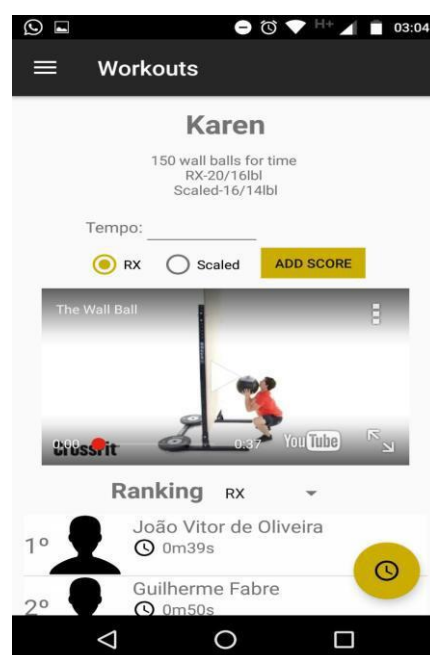 H+ 03:04
Workouts
Karen
150 wall balls for time
RX-20/16lbl
Scaled-16/14lbl
Tempo:
RX Scaled ADD SCORE
The Wall Ball
0:00 0:37 YouTube
crossfit
Ranking RX
João Vitor de Oliveira
1º 0m39s
Guilherme Fabre
2º 0m50s